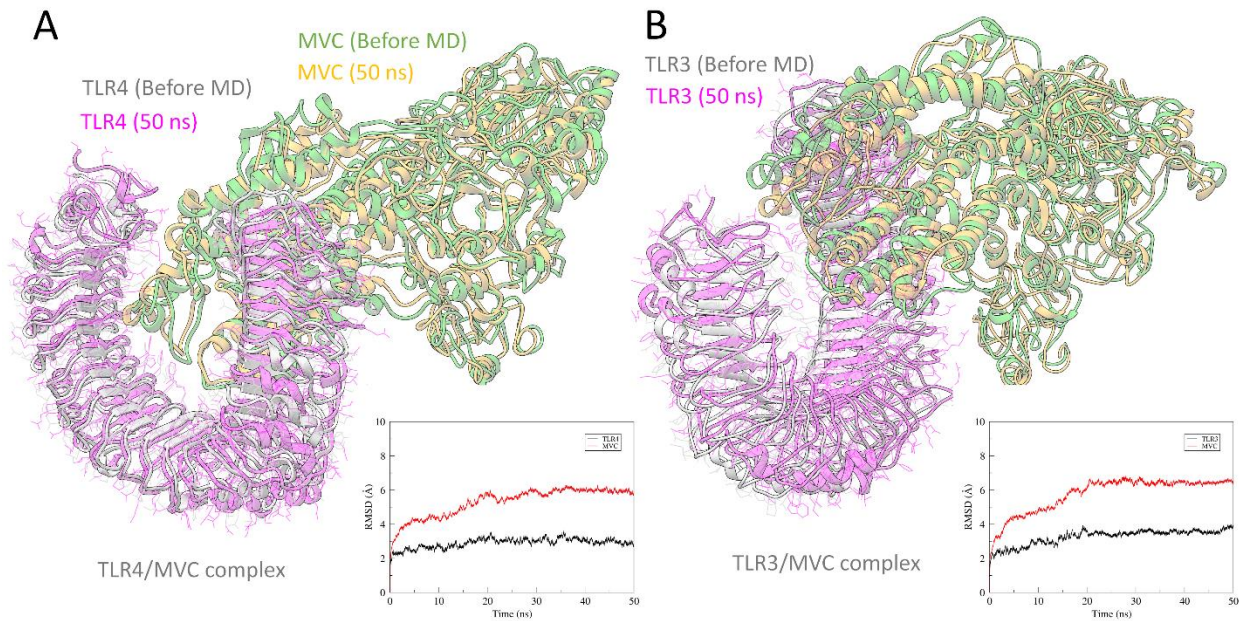 A
MVC (Before MD)
MVC (50 ns)
TLR4 (Before MD)
TLR4 (50 ns)
TLR4/MVC complex
10
8
6
4
2
0
RMSD (Å)
TLR4
MVC
0 10 20 30 40 50
Time (ns)
B
TLR3 (Before MD)
TLR3 (50 ns)
TLR3/MVC complex
10
8
6
4
2
0
RMSD (Å)
TLR3
MVC
0 10 20 30 40 50
Time (ns)